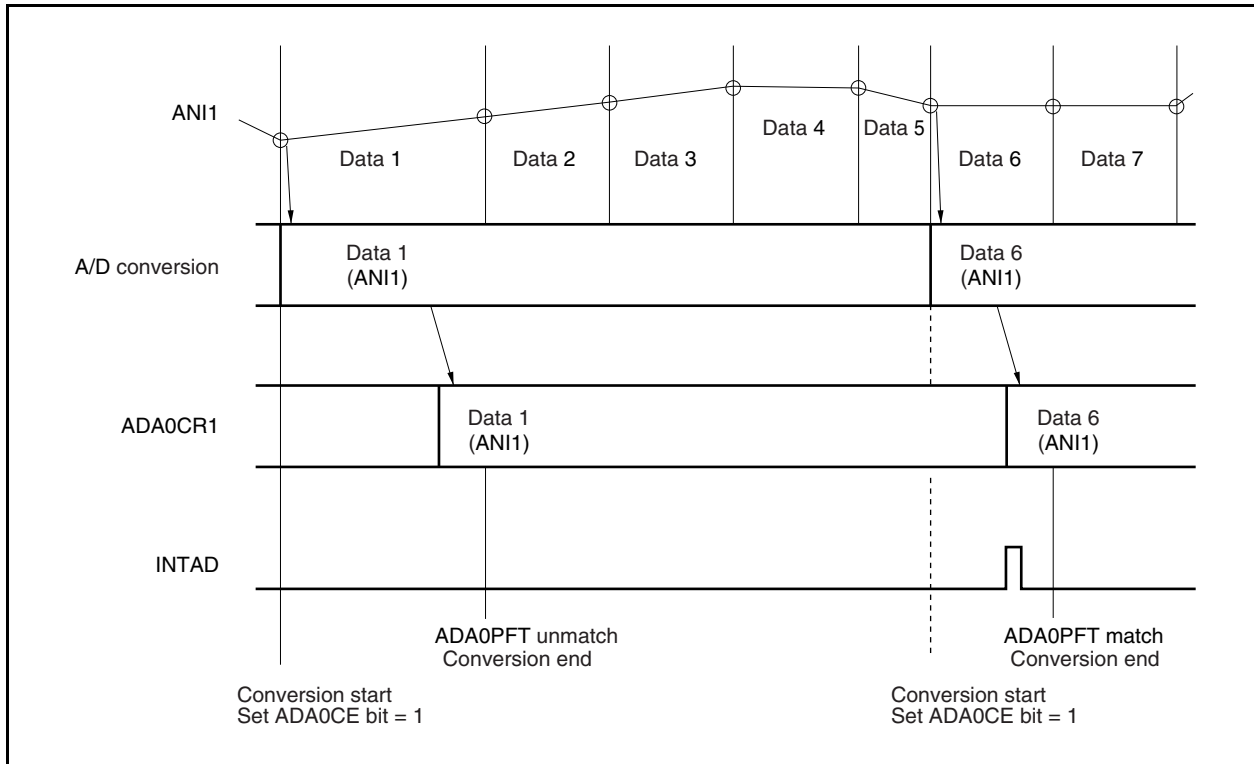 ANI1
Data 1
Data 2
Data 3
Data 4
Data 5
Data 6
Data 7
A/D conversion
Data 1
(ANI1)
Data 6
(ANI1)
ADA0CR1
Data 1
(ANI1)
Data 6
(ANI1)
INTAD
ADA0PFT unmatch
Conversion end
ADA0PFT match
Conversion end
Conversion start
Set ADA0CE bit = 1
Conversion start
Set ADA0CE bit = 1